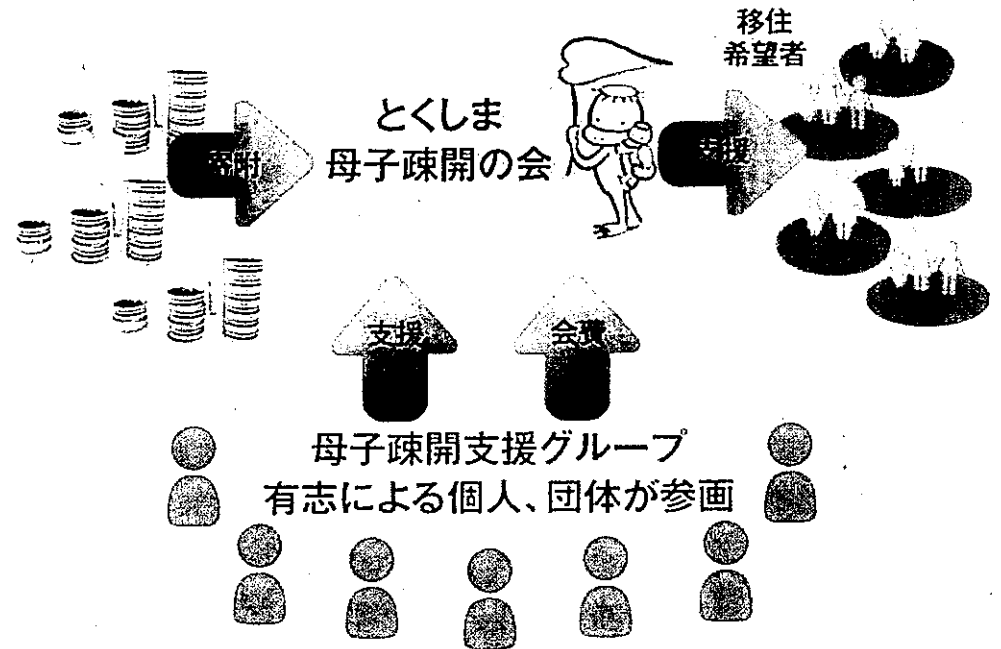 移住
希望者
とくしま
母子疎開の会
寄附
支援
支援
会費
母子疎開支援グループ
有志による個人、団体が参画